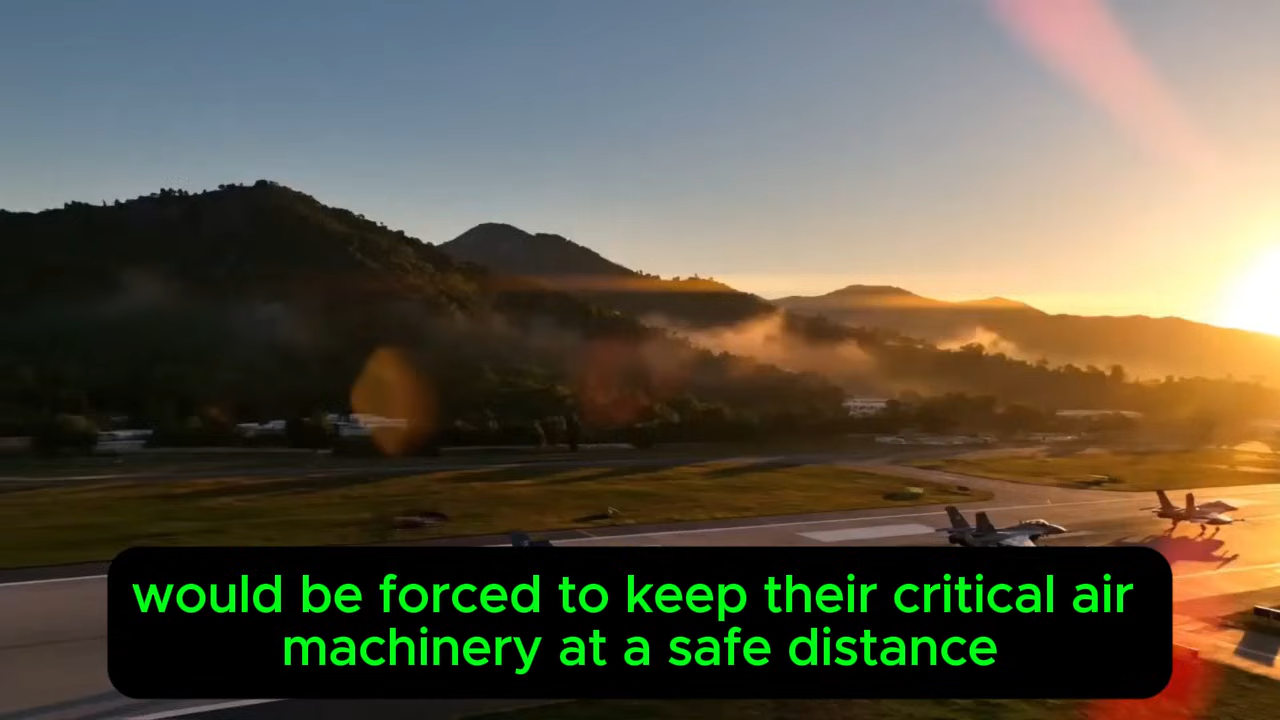 would be forced to keep their critical air
machinery at a safe distance